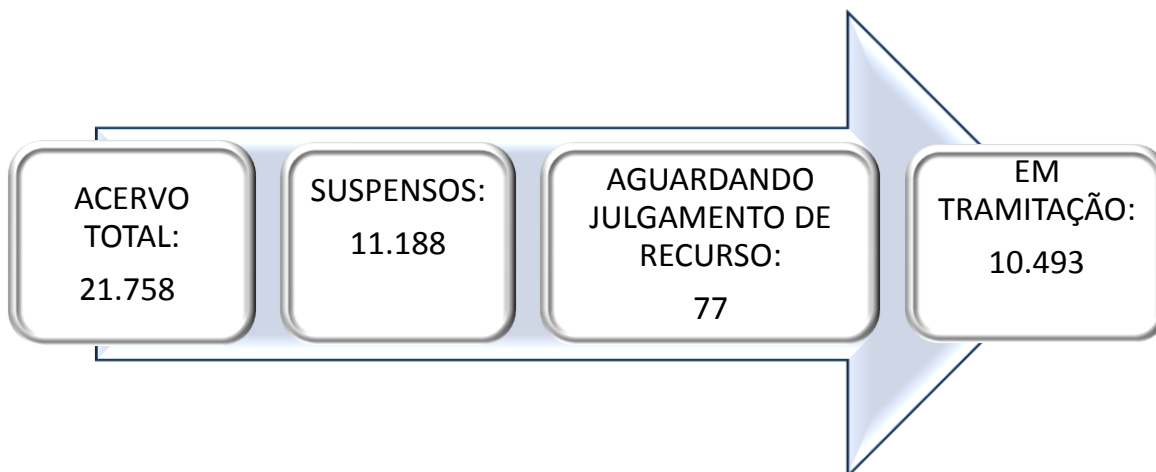 ACERVO
TOTAL:
21.758
SUSPENSOS:
11.188
AGUARDANDO
JULGAMENTO DE
RECURSO:
77
EM
TRAMITAÇÃO:
10.493